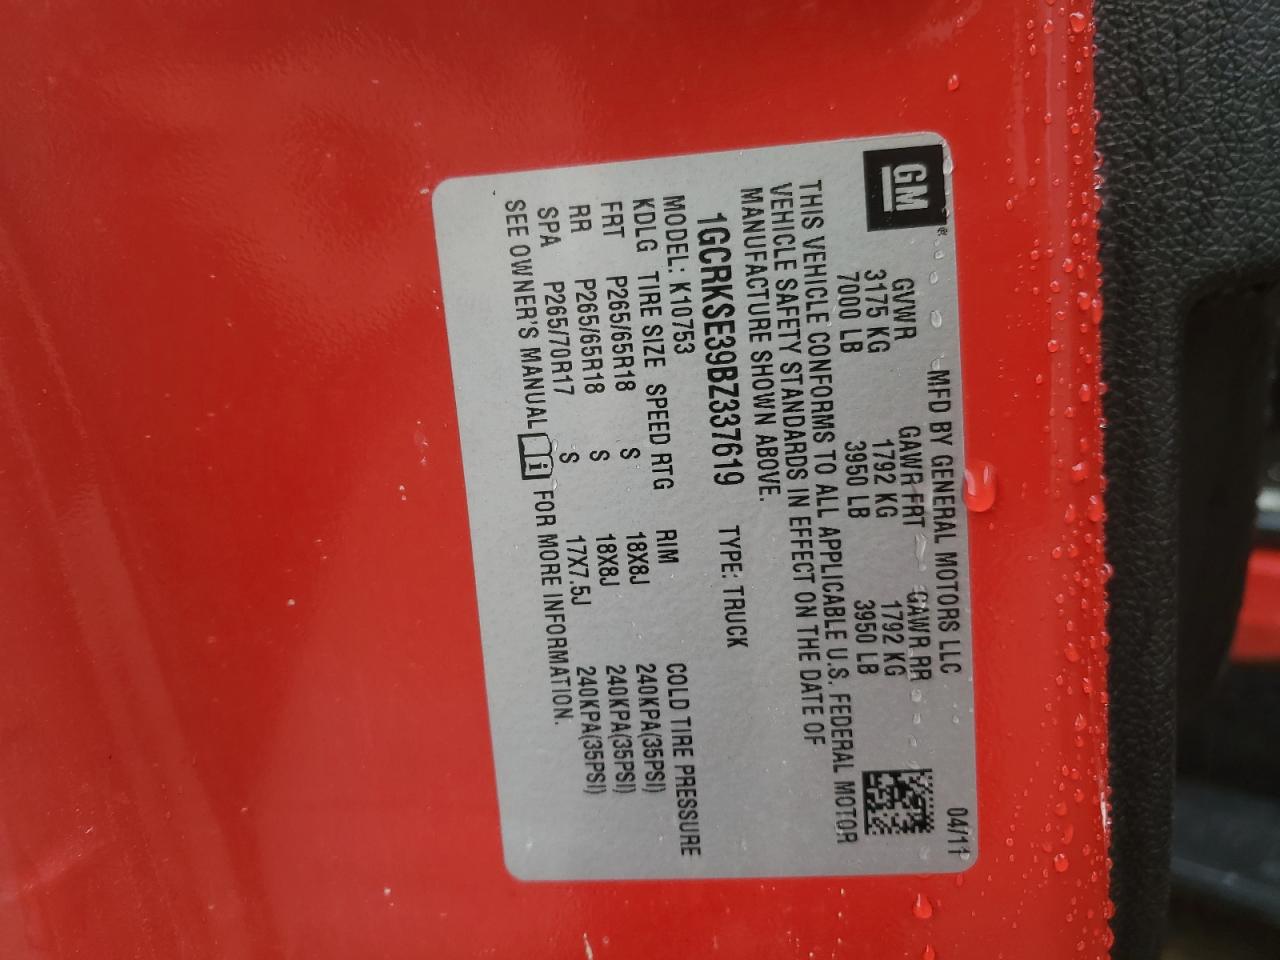 GM
MFD BY GENERAL MOTORS LLC 04/11
GVWR GAWR FRT GAWR RR
3175 KG 1792 KG 1792 KG
7000 LB 3950 LB 3950 LB
THIS VEHICLE CONFORMS TO ALL APPLICABLE U.S. FEDERAL MOTOR
VEHICLE SAFETY STANDARDS IN EFFECT ON THE DATE OF
MANUFACTURE SHOWN ABOVE.
1GCRKSE39BZ337619 TYPE: TRUCK
MODEL: K10753
KDLG TIRE SIZE SPEED RTG RIM COLD TIRE PRESSURE
FRT P265/65R18 S 18X8J 240KPA(35PSI)
RR P265/65R18 S 18X8J 240KPA(35PSI)
SPA P265/70R17 S 17X7.5J 240KPA(35PSI)
SEE OWNER'S MANUAL i FOR MORE INFORMATION.